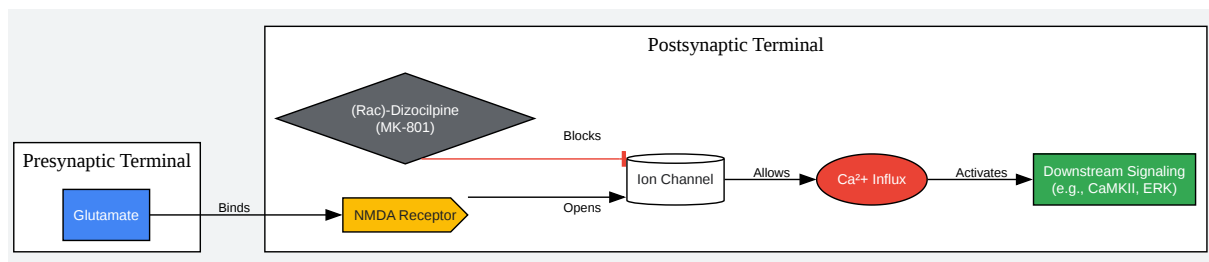 Presynaptic Terminal
Glutamate
Binds
Postsynaptic Terminal
(Rac)-Dizocilpine
(MK-801)
Blocks
NMDA Receptor
Opens
Ion Channel
Allows
Ca²+ Influx
Activates
Downstream Signaling
(e.g., CaMKII, ERK)